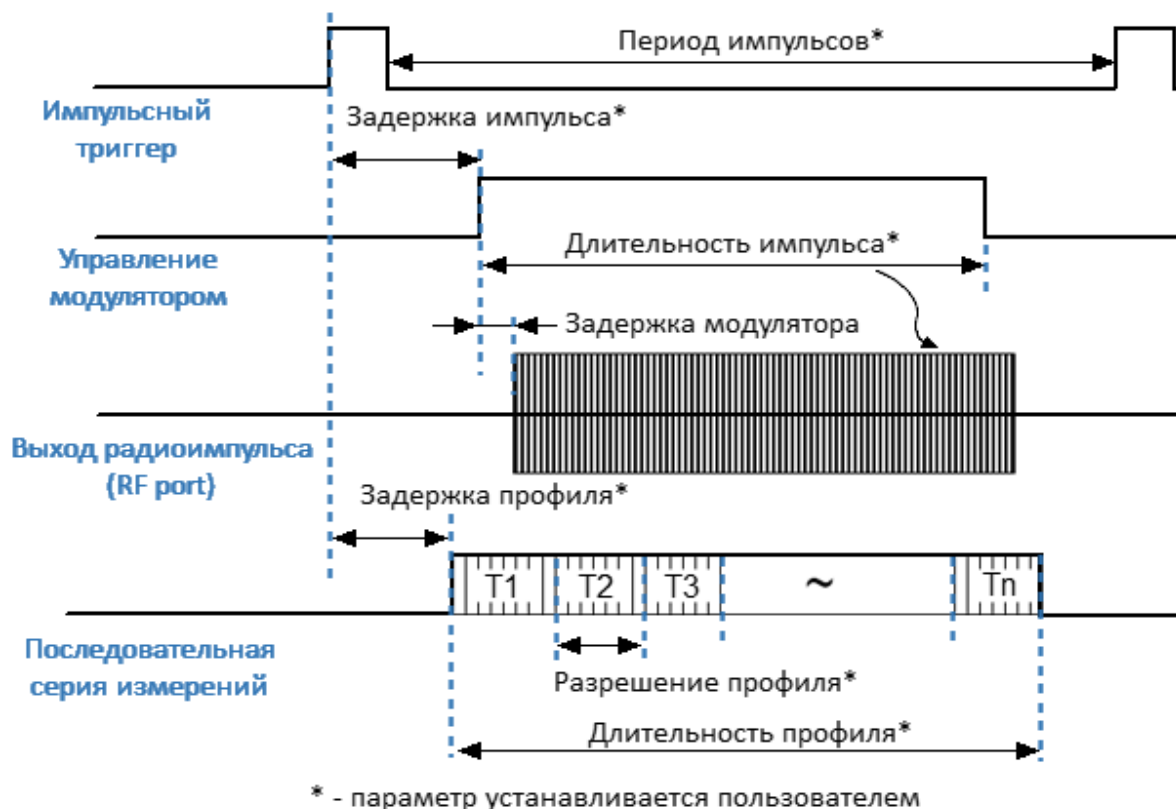 Период импульсов*
Импульсный
триггер
Задержка импульса*
Управление
модулятором
Длительность импульса*
Задержка модулятора
Выход радиоимпульса
(RF port)
Задержка профиля*
T1
T2
T3
~
Tn
Последовательная
серия измерений
Разрешение профиля*
Длительность профиля*
* - параметр устанавливается пользователем